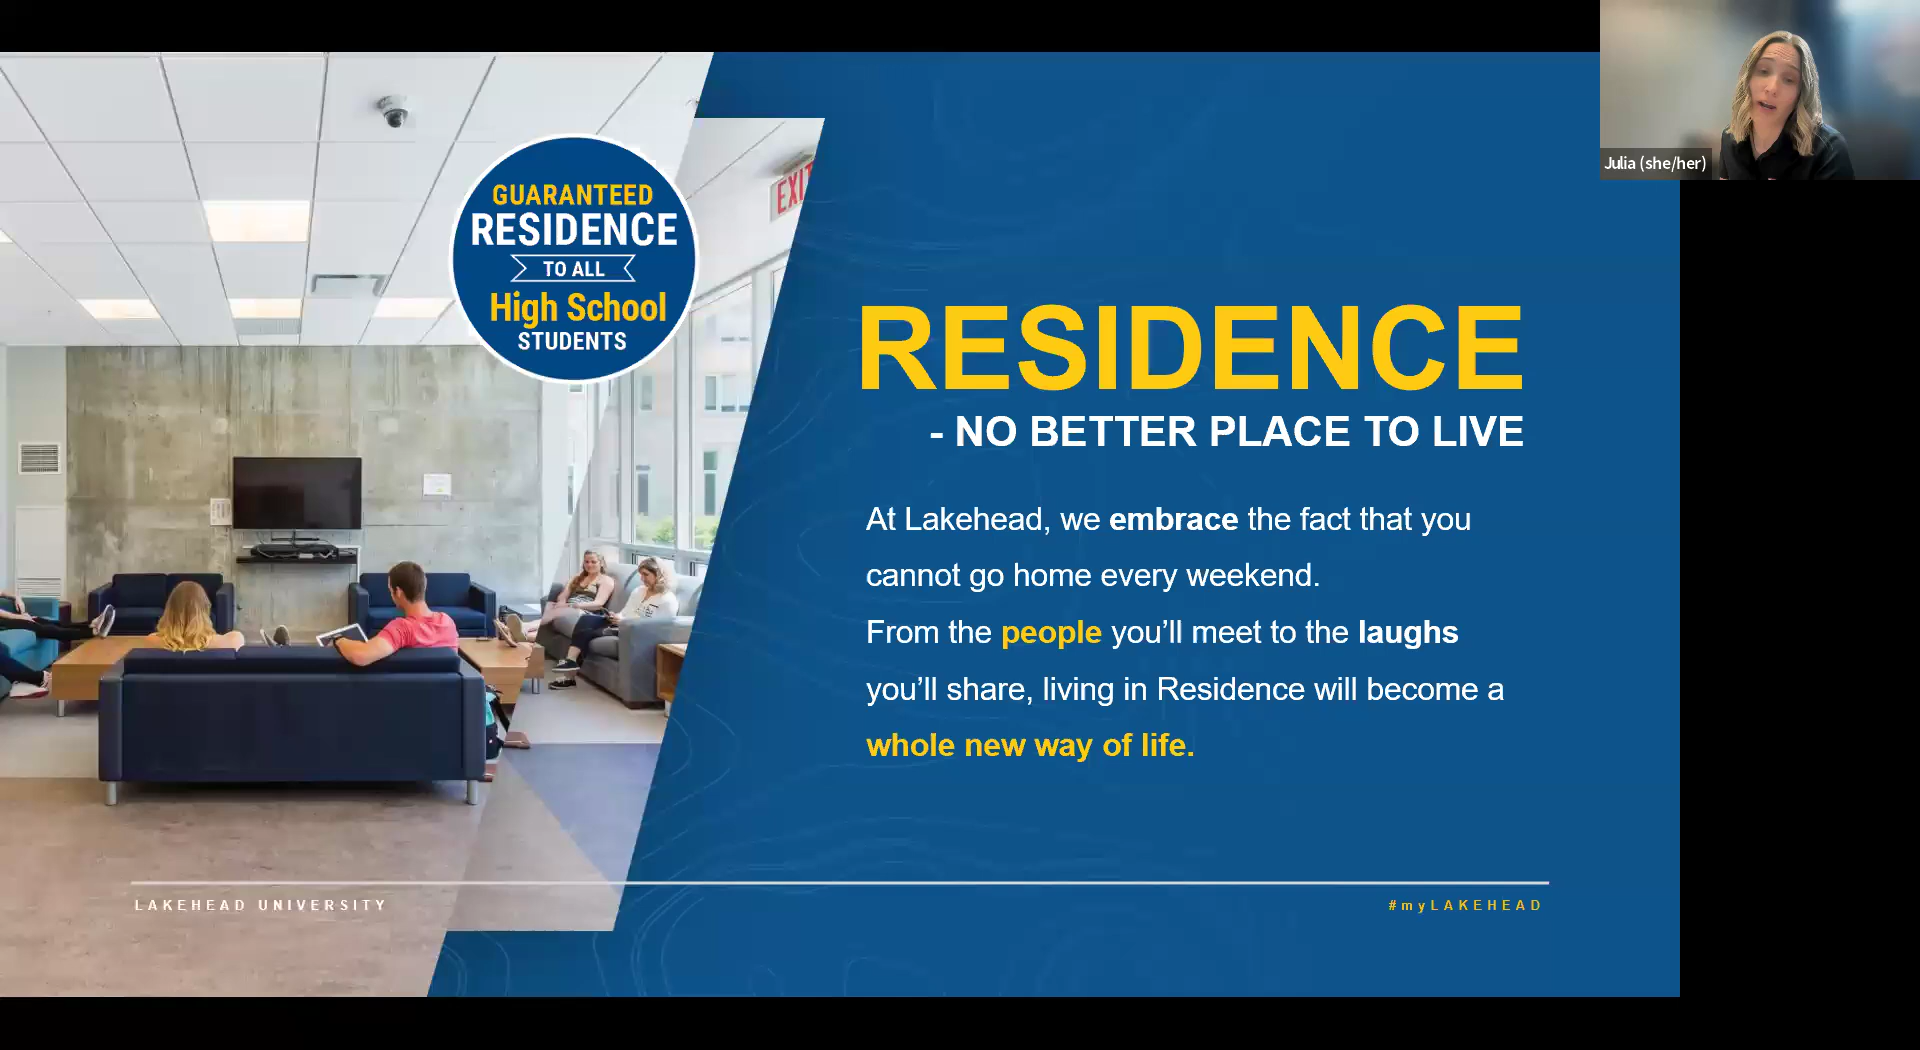 Julia (she/her)
EXIT
GUARANTEED
RESIDENCE
TO ALL
High School
STUDENTS
RESIDENCE
- NO BETTER PLACE TO LIVE
At Lakehead, we embrace the fact that you
cannot go home every weekend.
From the people you’ll meet to the laughs
you’ll share, living in Residence will become a
whole new way of life.
LAKEHEAD UNIVERSITY
#myLAKEHEAD